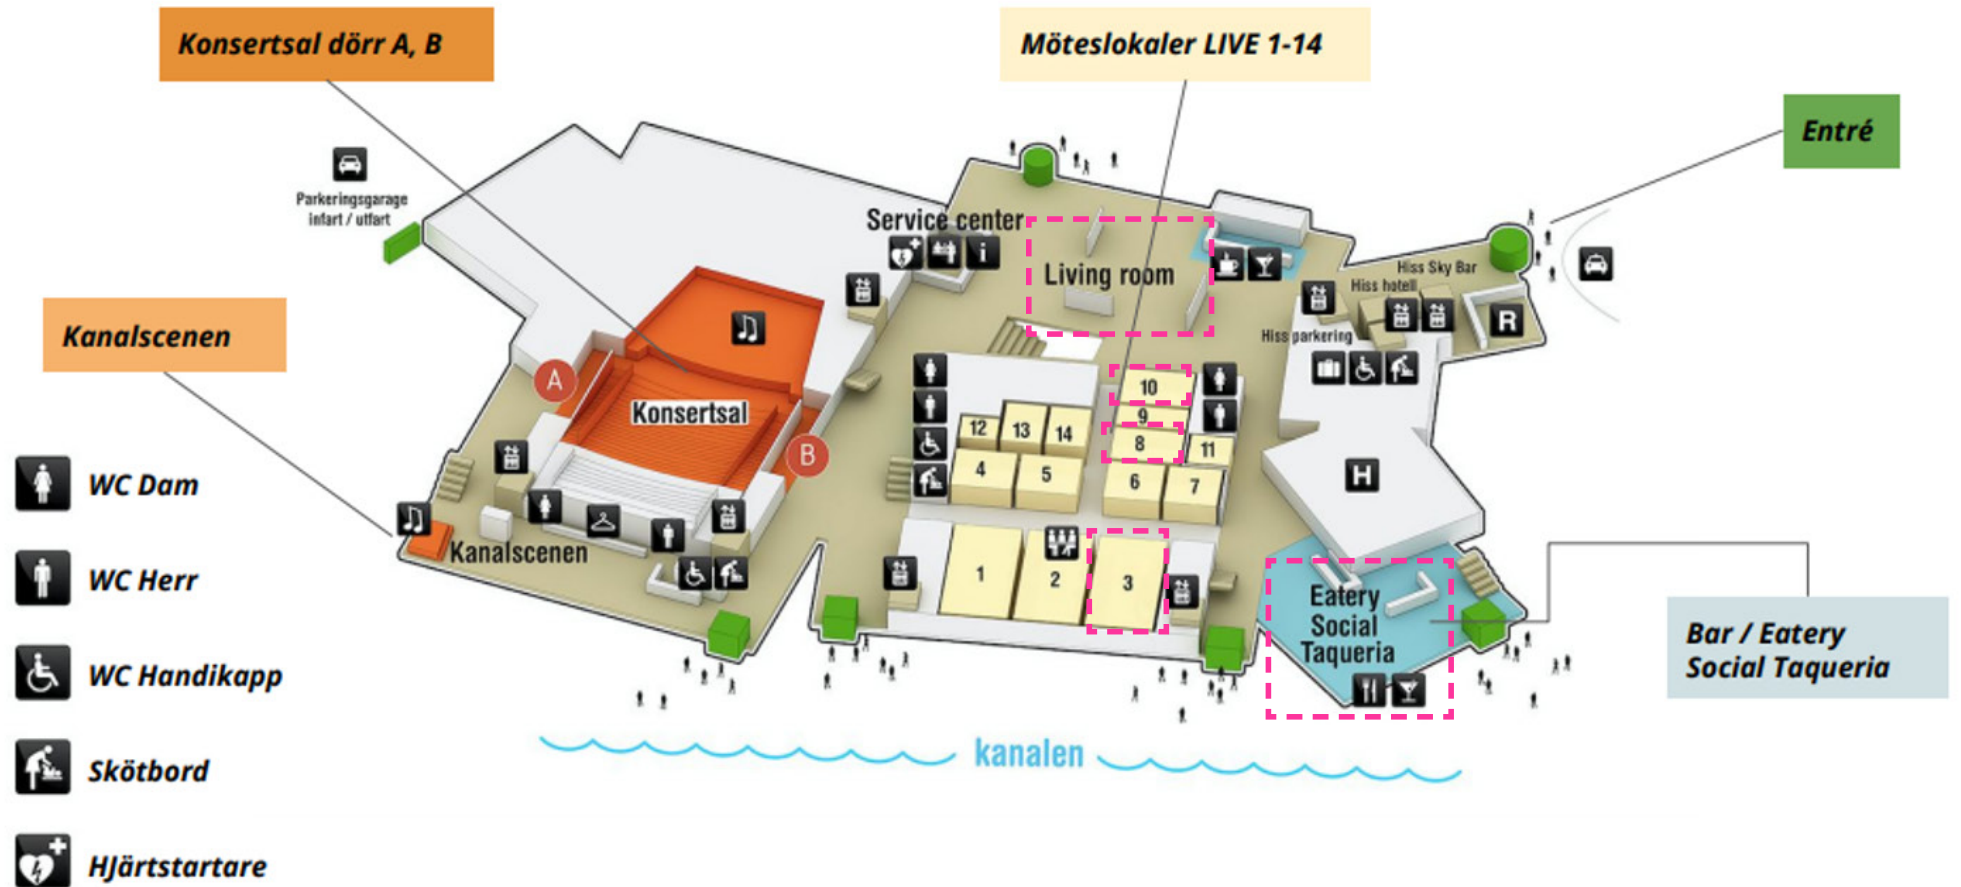 Konsertsal dörr A, B
Möteslokaler LIVE 1-14
Entré
Parkeringsgarage
infart / utfart
Service center
i
Living room
Hiss Sky Bar
Hiss hotell
Hiss parkering
R
Kanalscenen
A
Konsertsal
B
10
9
8
11
12
13
14
4
5
6
7
H
WC Dam
Kanalscenen
1
2
3
WC Herr
Eatery
Social
Taqueria
Bar / Eatery
Social Taqueria
WC Handikapp
kanalen
Skötbord
HJärtstartare